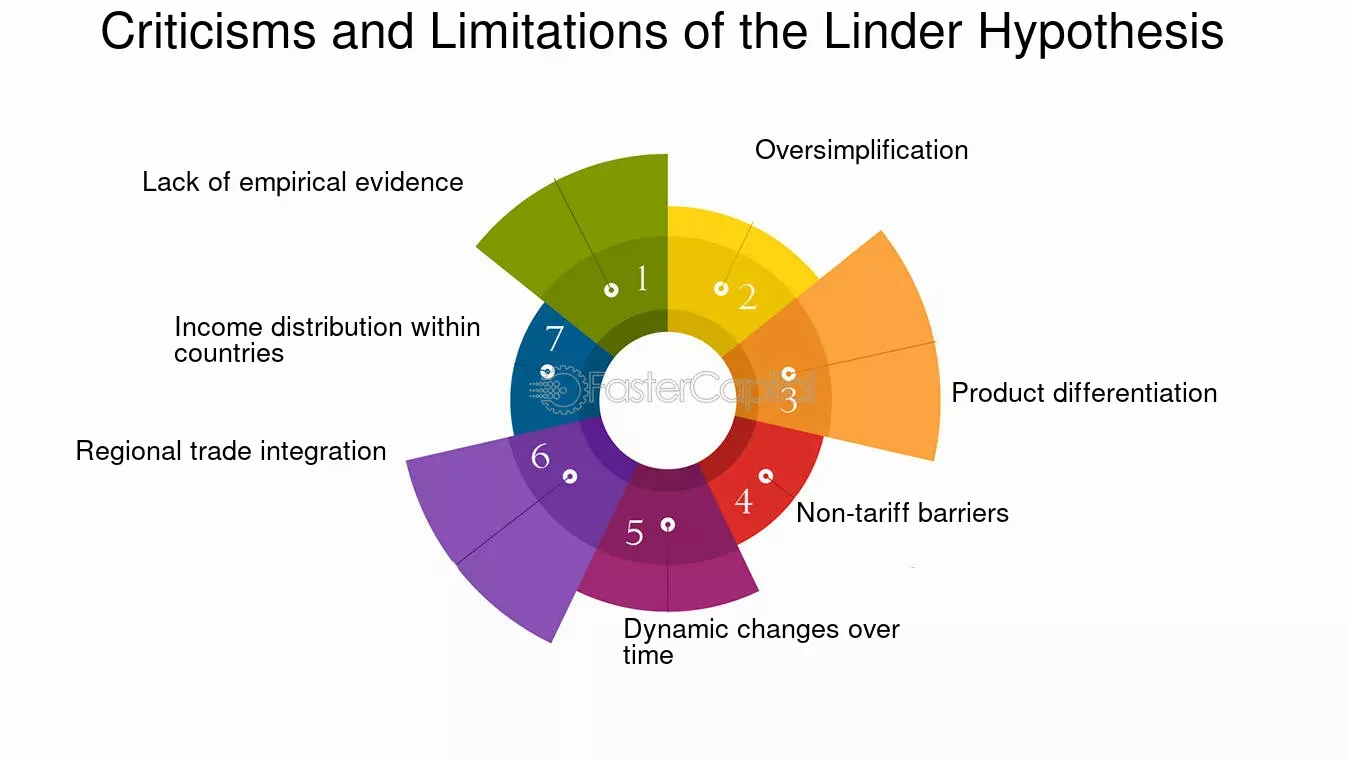 Criticisms and Limitations of the Linder Hypothesis
Oversimplification
Lack of empirical evidence
1
2
Income distribution within
countries
7
FasterCapital
3
Product differentiation
Regional trade integration
6
4
Non-tariff barriers
5
Dynamic changes over
time